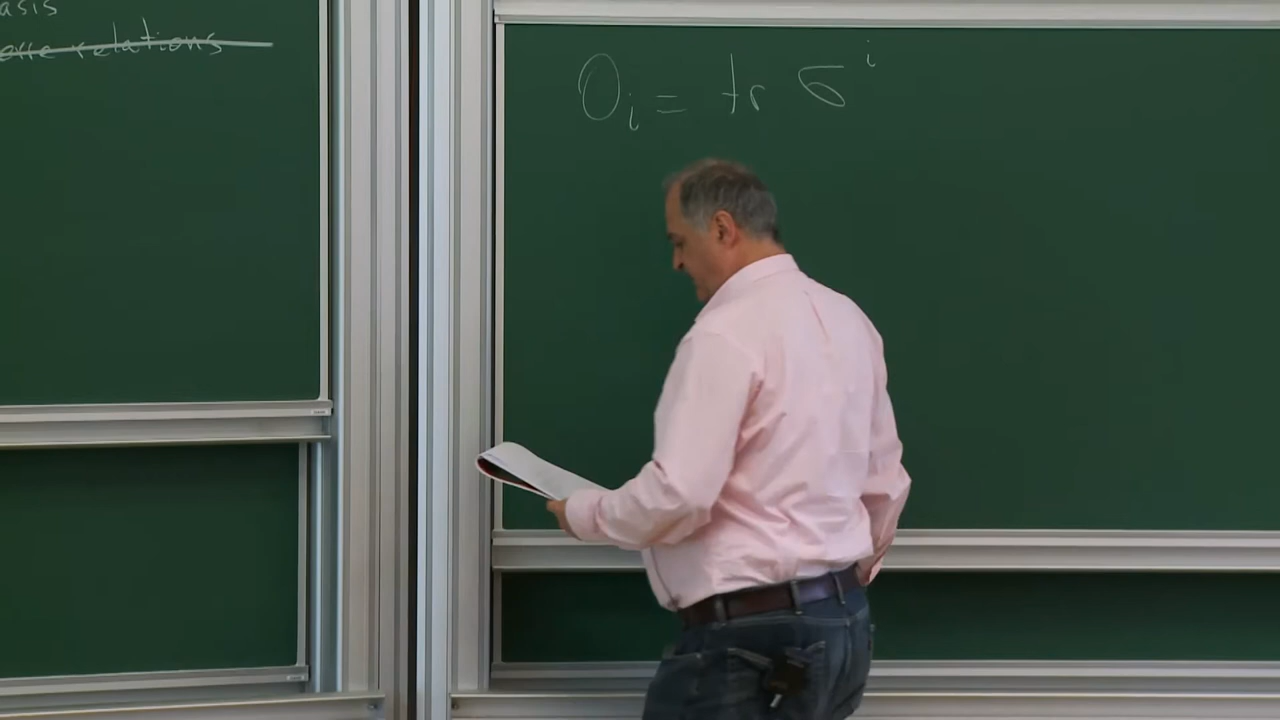 asis
relations
O_i = tr σ^i